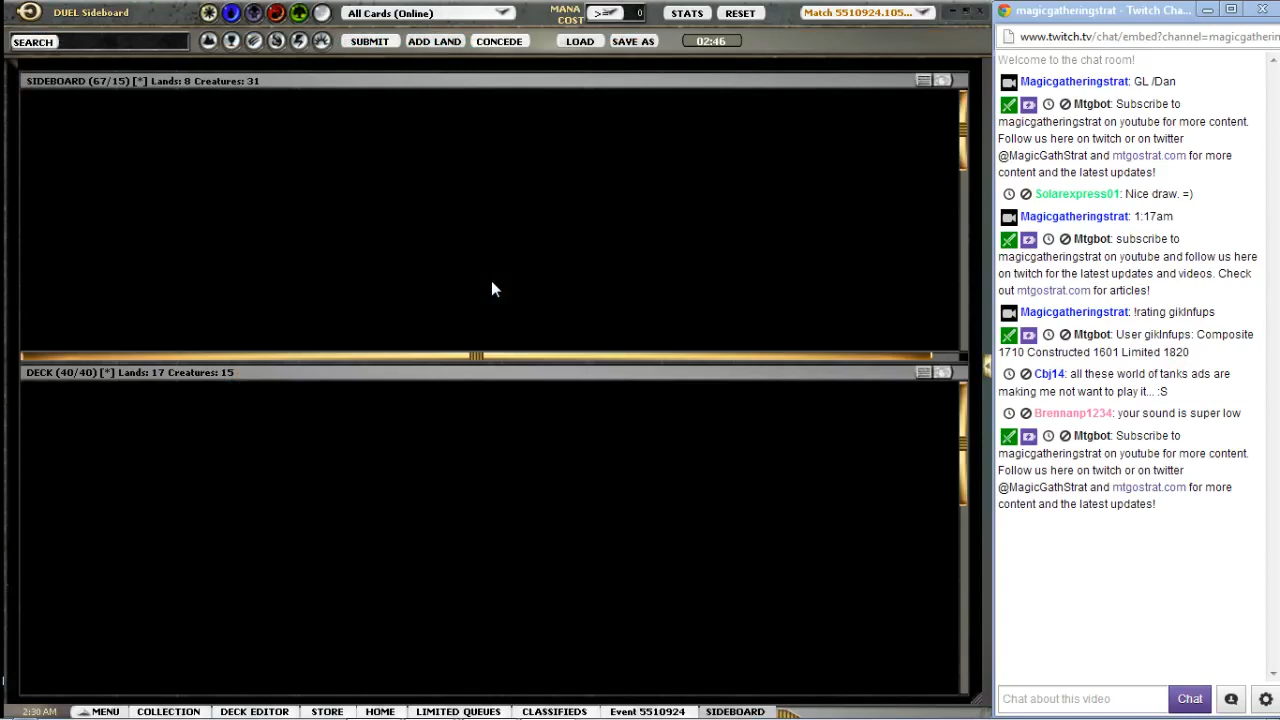 DUEL Sideboard
All Cards (Online)
MANA COST >= 0
STATS
RESET
Match 5510924.105...
SEARCH
SUBMIT
ADD LAND
CONCEDE
LOAD
SAVE AS
02:46
SIDEBOARD (67/15) [*] Lands: 8 Creatures: 31
DECK (40/40) [*] Lands: 17 Creatures: 15
2:30 AM
MENU
COLLECTION
DECK EDITOR
STORE
HOME
LIMITED QUEUES
CLASSIFIEDS
Event 5510924
SIDEBOARD
magicgatheringstrat - Twitch Cha...
www.twitch.tv/chat/embed?channel=magicgatherin
Welcome to the chat room!
Magicgatheringstrat: GL /Dan
Mtgbot: Subscribe to
magicgatheringstrat on youtube for more content.
Follow us here on twitch or on twitter
@MagicGathStrat and mtgostrat.com for more
content and the latest updates!
Solarexpress01: Nice draw. =)
Magicgatheringstrat: 1:17am
Mtgbot: subscribe to
magicgatheringstrat on youtube and follow us here
on twitch for the latest updates and videos. Check
out mtgostrat.com for articles!
Magicgatheringstrat: !rating giklnfups
Mtgbot: User giklnfups: Composite
1710 Constructed 1601 Limited 1820
Cbj14: all these world of tanks ads are
making me not want to play it... :S
Brennanp1234: your sound is super low
Mtgbot: Subscribe to
magicgatheringstrat on youtube for more content.
Follow us here on twitch or on twitter
@MagicGathStrat and mtgostrat.com for more
content and the latest updates!
Chat about this video
Chat